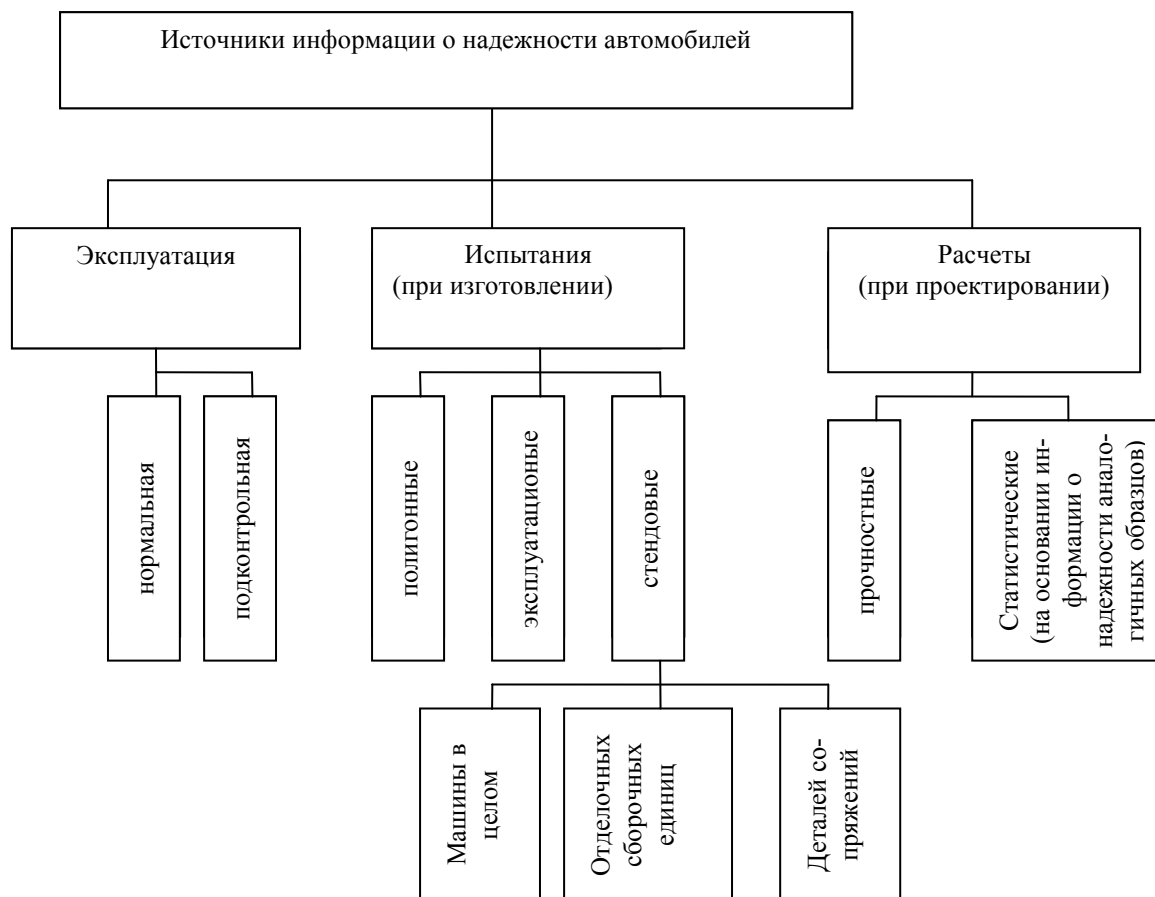 Источники информации о надежности автомобилей
Эксплуатация
Испытания
(при изготовлении)
Расчеты
(при проектировании)
нормальная
подконтрольная
полигонные
эксплуатационые
стендовые
прочностные
Статистические
(на основании ин-
формации о
надежности анало-
гичных образцов)
Машины в
целом
Отделочных
сборочных
единиц
Деталей со-
пряжений